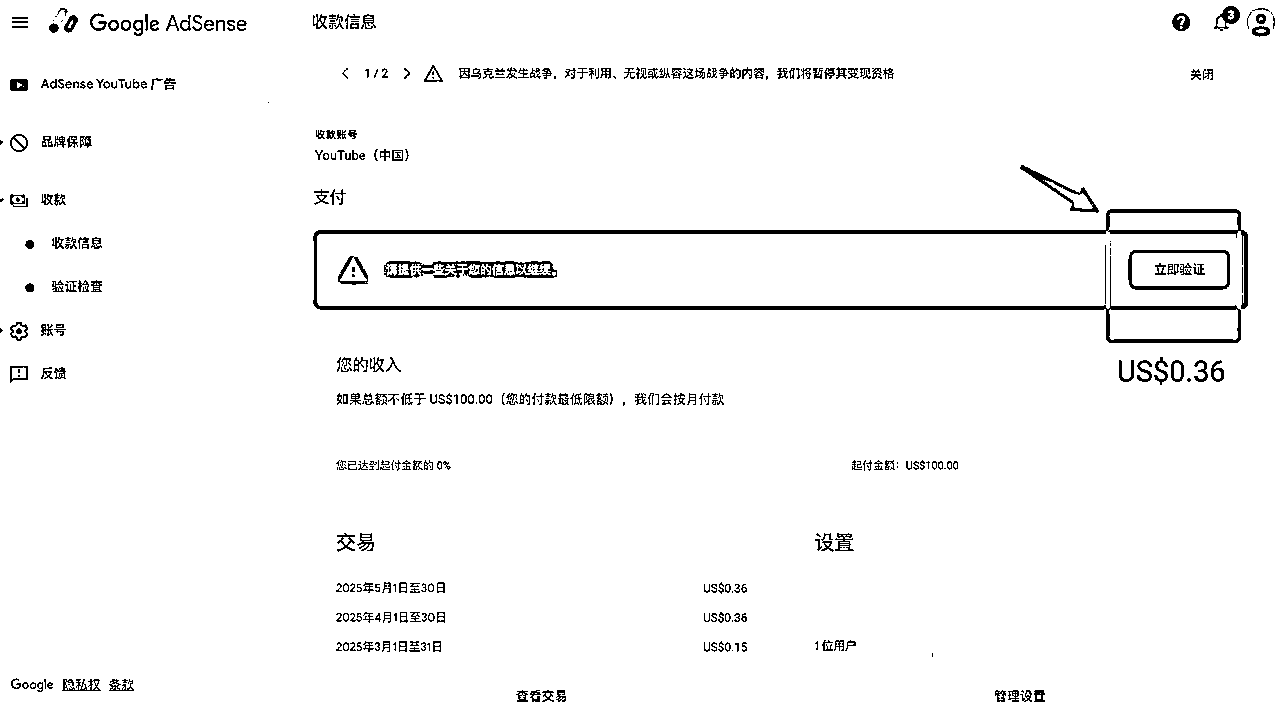 Google AdSense
收款信息
3
AdSense YouTube 广告
品牌保障
收款
收款信息
验证检查
账号
反馈
Google 隐私权 条款
1 / 2 因乌克兰发生战争，对于利用、无视或纵容这场战争的内容，我们将暂停其变现资格 关闭
收款账号
YouTube（中国）
支付
请提供一些关于您的信息以继续。 立即验证
您的收入 US$0.36
如果总额不低于 US$100.00（您的付款最低限额），我们会按月付款
您已达到起付金额的 0% 起付金额：US$100.00
交易
2025年5月1日至30日 US$0.36
2025年4月1日至30日 US$0.36
2025年3月1日至31日 US$0.15
查看交易
设置
1 位用户
管理设置